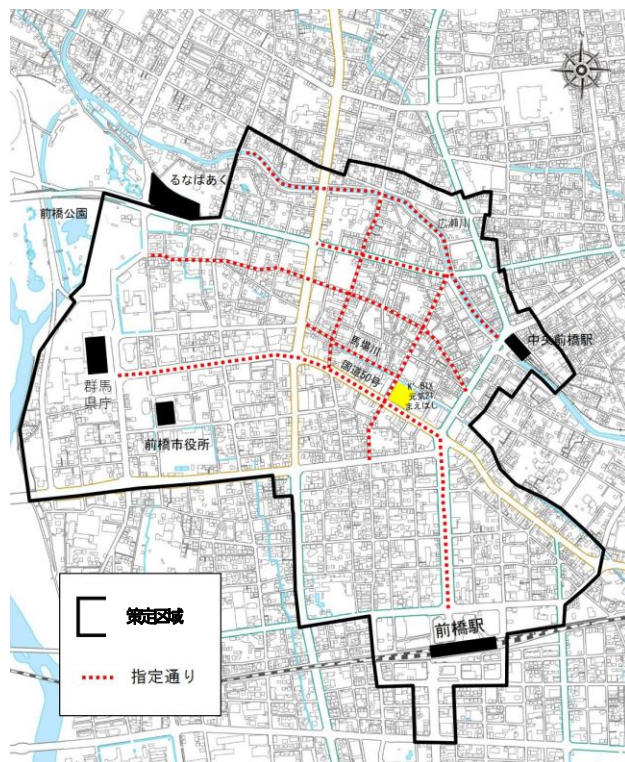 N
るなぱあく
前橋公園
広瀬川
中央前橋駅
馬場川
国道50号
群馬
県庁
K'BIX
元気21
まえばし
前橋市役所
策定区域
指定通り
前橋駅